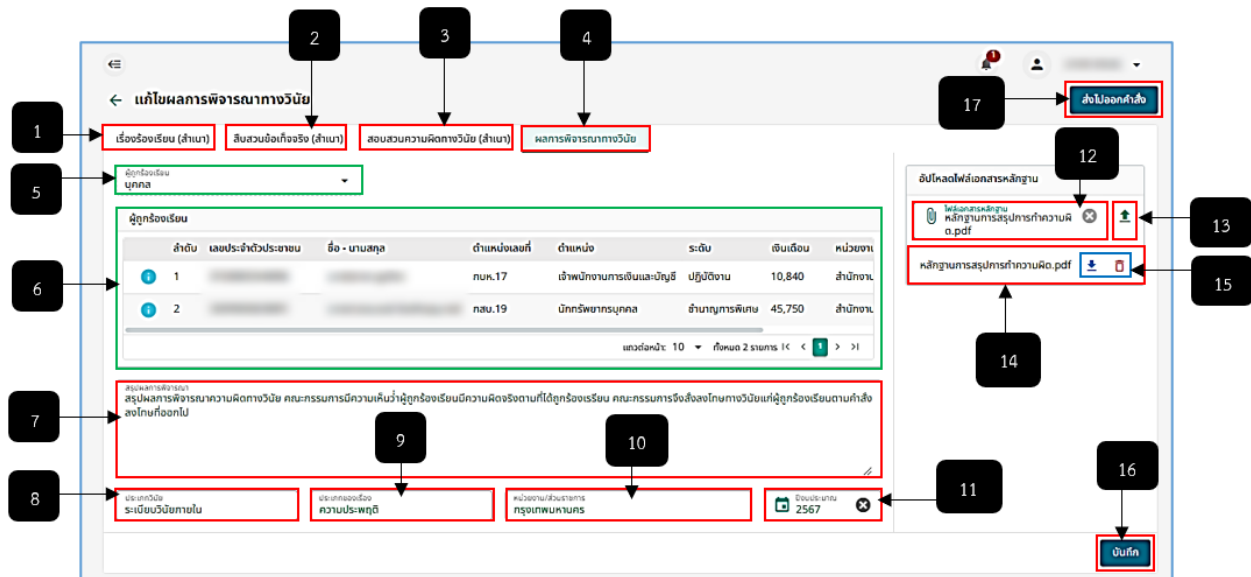 2
3
4
1
17
แก้ไขผลการพิจารณาทางวินัย
ส่งไปออกคำสั่ง
1
เรื่องร้องเรียน (สำเนา) สืบสวนข้อเท็จจริง (สำเนา) สอบสวนความผิดทางวินัย (สำเนา) ผลการพิจารณาทางวินัย
12
5
ผู้ถูกร้องเรียน
บุคคล
อัปโหลดไฟล์เอกสารหลักฐาน
ผู้ถูกร้องเรียน
ไฟล์เอกสารหลักฐาน
หลักฐานการสรุปการทำความผิ
ด.pdf
13
ลำดับ เลขประจำตัวประชาชน ชื่อ - นามสกุล ตำแหน่งเลขที่ ตำแหน่ง ระดับ เงินเดือน หน่วยงาน
หลักฐานการสรุปการทำความผิด.pdf
15
6
1 กบห.17 เจ้าพนักงานการเงินและบัญชี ปฏิบัติงาน 10,840 สำนักงาน
2 กสบ.19 นักทรัพยากรบุคคล ชำนาญการพิเศษ 45,750 สำนักงาน
แถวต่อหน้า: 10 ทั้งหมด 2 รายการ 1
14
สรุปผลการพิจารณา
สรุปผลการพิจารณาความผิดทางวินัย คณะกรรมการมีความเห็นว่ำผู้ถูกร้องเรียนมีความผิดจริงตามที่ได้ถูกร้องเรรียน คณะกรรมการจึงสั่งลงโทษทางวินัยแก่ผู้ถูกร้องเรียนตามคำสั่ง
ลงโทษที่ออกไป
7
9
10
16
8
ประเภทวินัย
ระเบียบวินัยภายใน
ประเภทของเรื่อง
ความประพฤติ
หน่วยงาน/ส่วนราชการ
กรุงเทพมหานคร
ปีงบประมาณ
2567
11
บันทึก